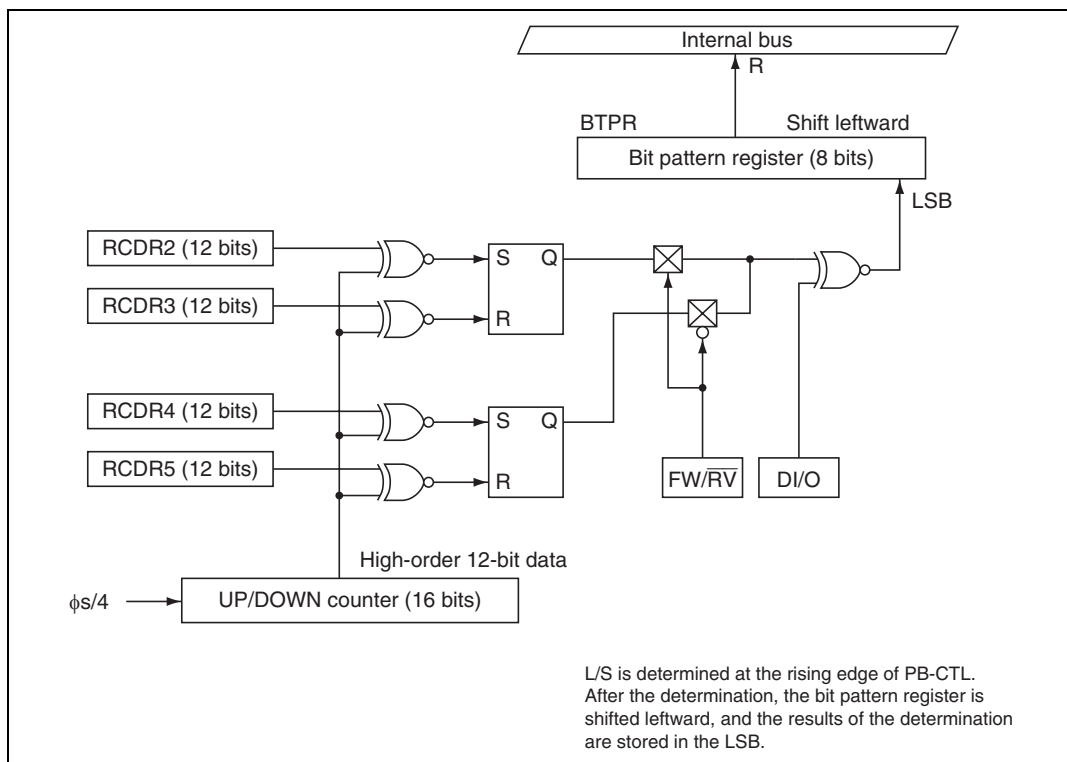 Internal bus
R
BTPR
Shift leftward
Bit pattern register (8 bits)
LSB
RCDR2 (12 bits)
S
Q
RCDR3 (12 bits)
R
RCDR4 (12 bits)
S
Q
RCDR5 (12 bits)
R
FW/R̅V̅
DI/O
High-order 12-bit data
ϕs/4
UP/DOWN counter (16 bits)
L/S is determined at the rising edge of PB-CTL.
After the determination, the bit pattern register is
shifted leftward, and the results of the determination
are stored in the LSB.